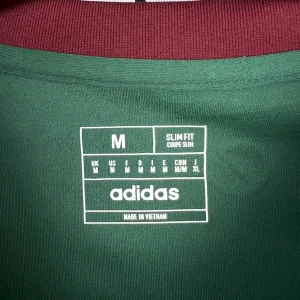 M
SLIM FIT
COUPE SLIM
UK US F D I E CDN J
M M M M M M M/M XL
adidas
MADE IN VIETNAM